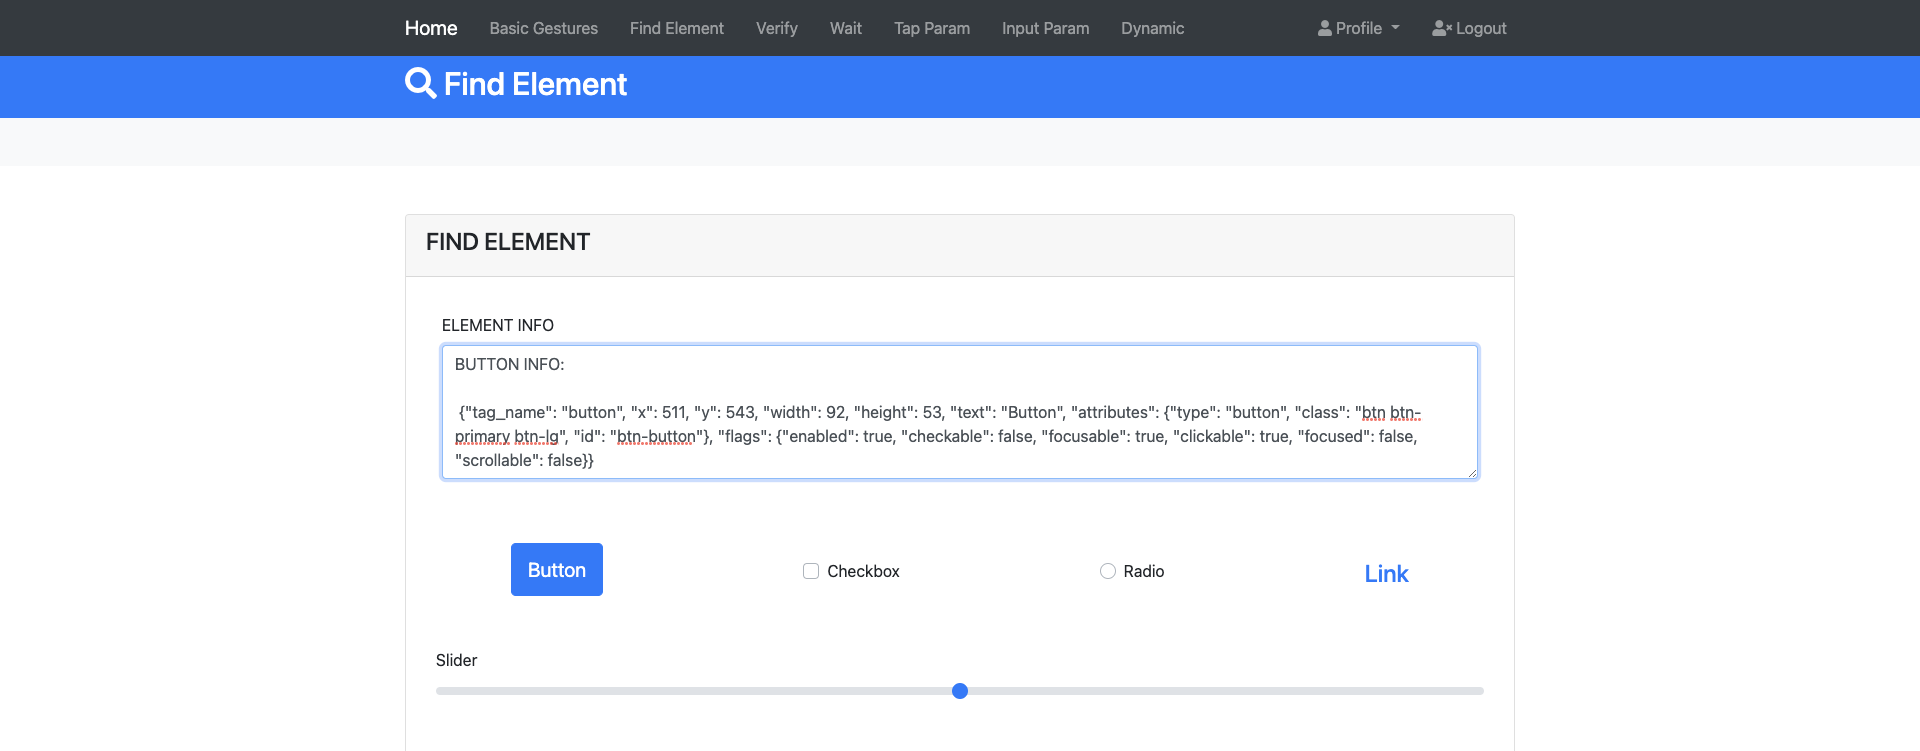 Home Basic Gestures Find Element Verify Wait Tap Param Input Param Dynamic Profile Logout
Find Element
FIND ELEMENT
ELEMENT INFO
BUTTON INFO:
{"tag_name": "button", "x": 511, "y": 543, "width": 92, "height": 53, "text": "Button", "attributes": {"type": "button", "class": "btn btn-
primary btn-lg", "id": "btn-button"}, "flags": {"enabled": true, "checkable": false, "focusable": true, "clickable": true, "focused": false,
"scrollable": false}}
Button Checkbox Radio Link
Slider